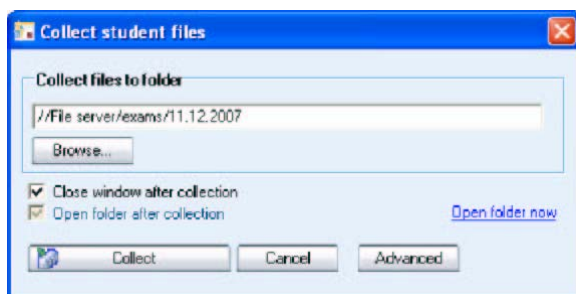 Collect student files
Collect files to folder
//File server/exams/11.12.2007
Browse...
Close window after collection
Open folder after collection
Open folder now
Collect
Cancel
Advanced